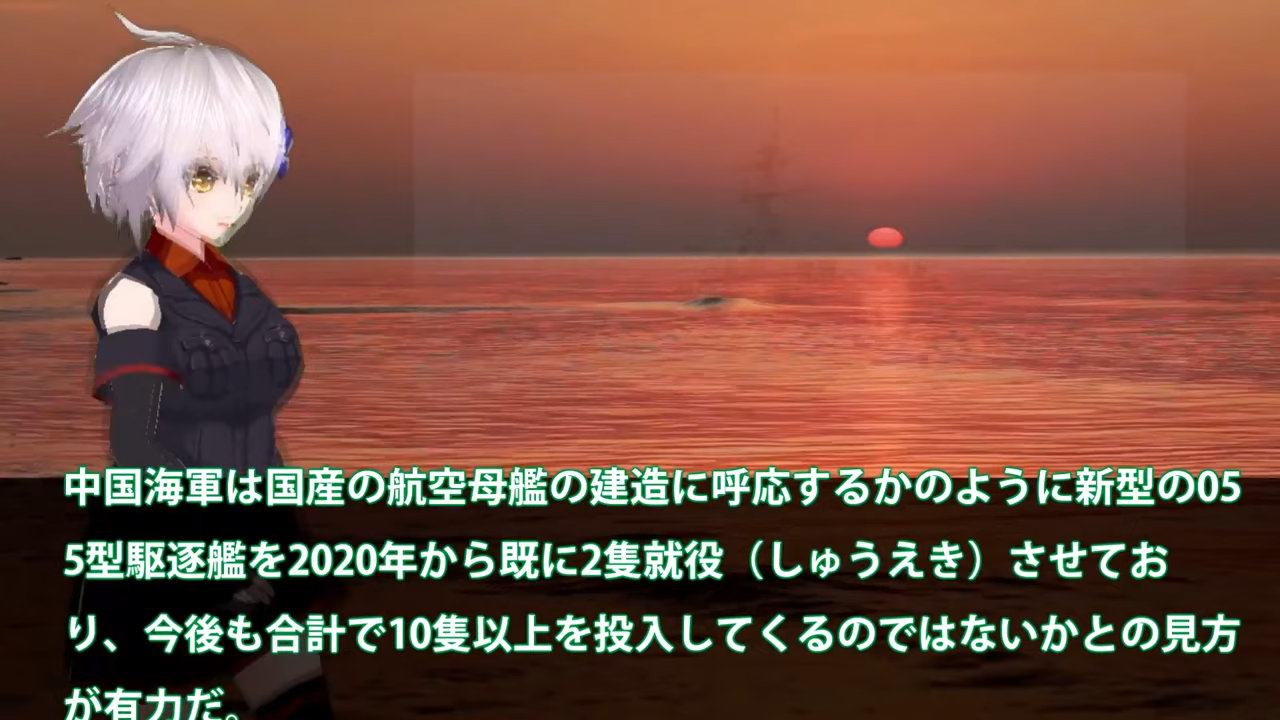 中国海軍は国産の航空母艦の建造に呼応するかのように新型の05
5型駆逐艦を2020年から既に2隻就役（しゅうえき）させてお
り、今後も合計で10隻以上を投入してくるのではないかとの見方
が有力だ。